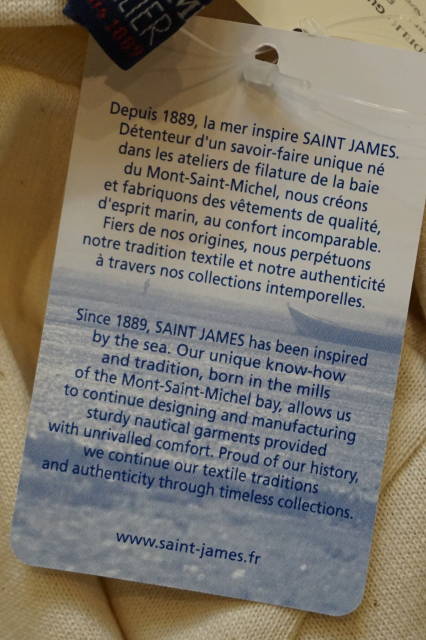 ATELIER
1889
Depuis 1889, la mer inspire SAINT JAMES.
Détenteur d'un savoir-faire unique né
dans les ateliers de filature de la baie
du Mont-Saint-Michel, nous créons
et fabriquons des vêtements de qualité,
d'esprit marin, au confort incomparable.
Fiers de nos origines, nous perpétuons
notre tradition textile et notre authenticité
à travers nos collections intemporelles.
Since 1889, SAINT JAMES has been inspired
by the sea. Our unique know-how
and tradition, born in the mills
of the Mont-Saint-Michel bay, allows us
to continue designing and manufacturing
sturdy nautical garments provided
with unrivalled comfort. Proud of our history,
we continue our textile traditions
and authenticity through timeless collections.
www.saint-james.fr